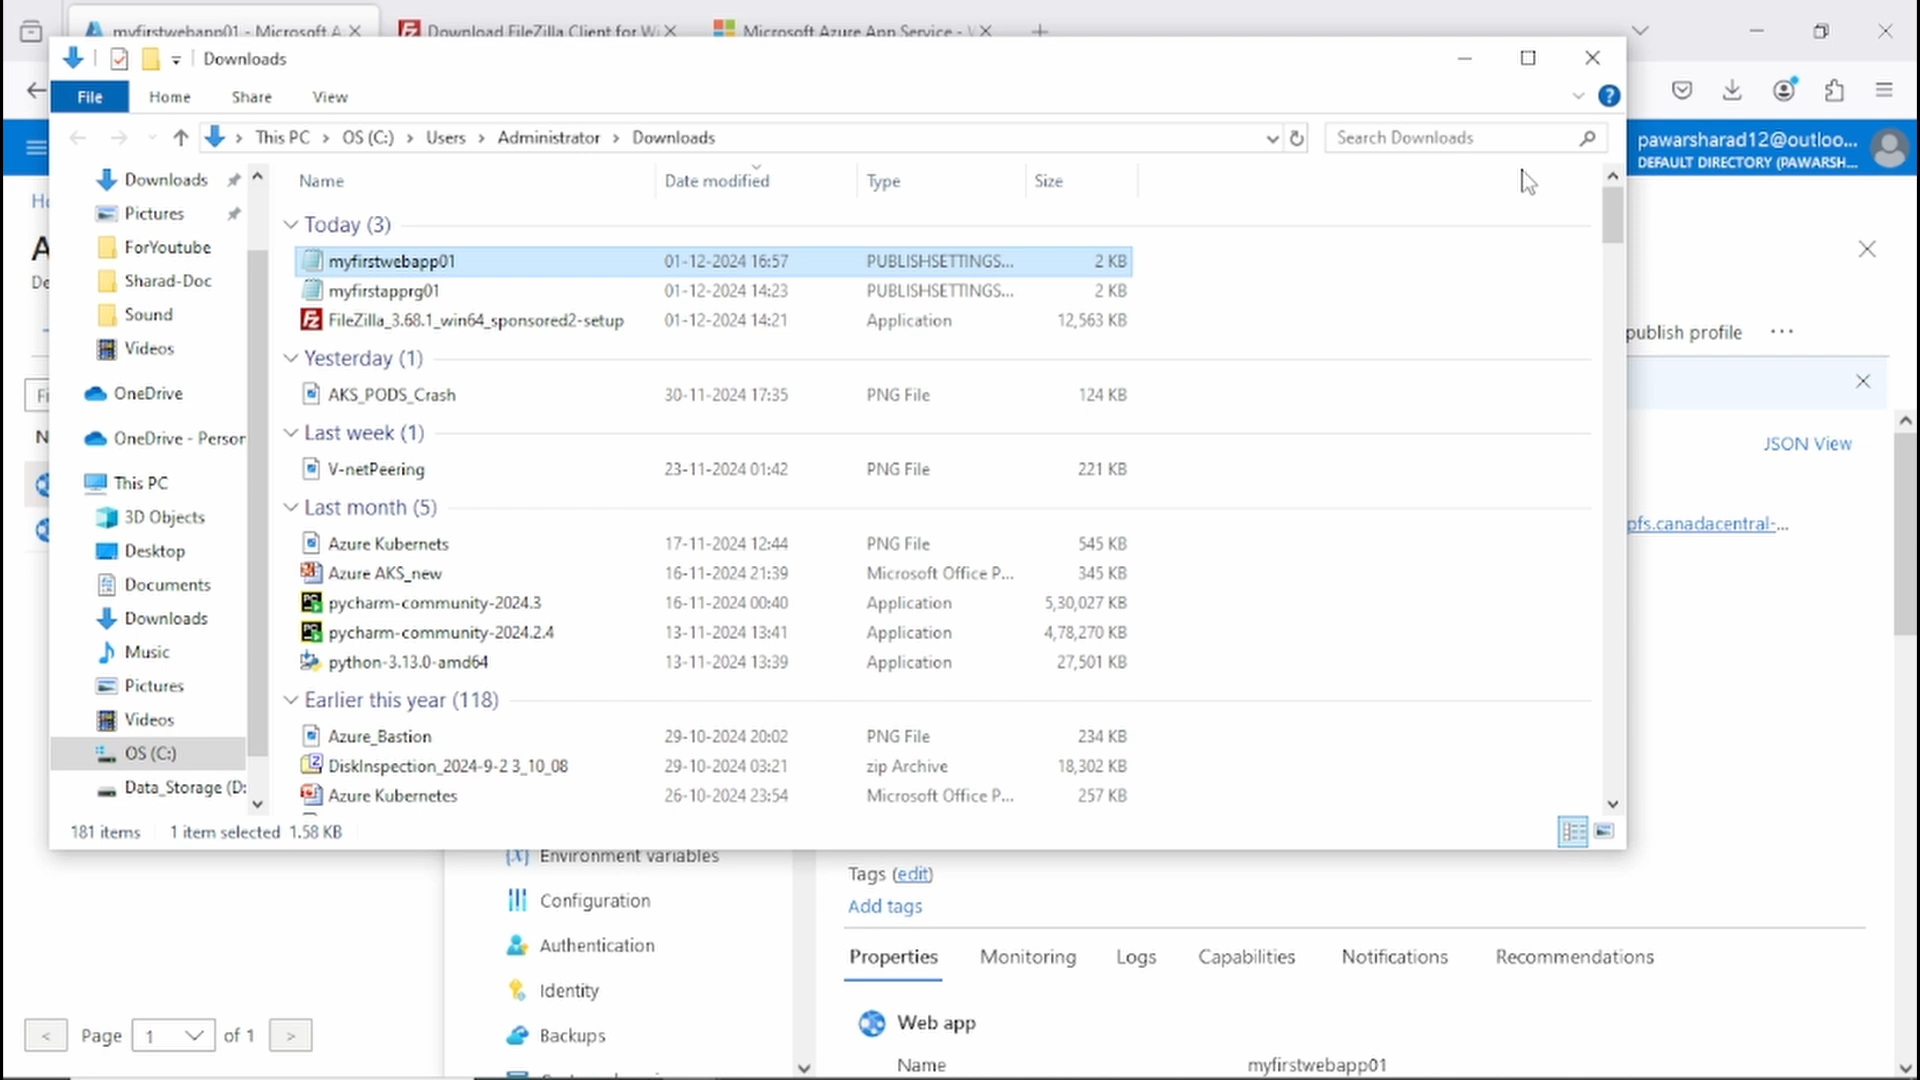 myfirstwebapp01 - Microsoft A
Download FileZilla Client for Wi
Microsoft Azure App Service - V
Downloads
File
Home
Share
View
This PC
OS (C:)
Users
Administrator
Downloads
Search Downloads
pawarsharad12@outloo...
DEFAULT DIRECTORY (PAWARSH...
Name
Date modified
Type
Size
Downloads
Pictures
ForYoutube
Sharad-Doc
Sound
Videos
OneDrive
OneDrive - Person
This PC
3D Objects
Desktop
Documents
Downloads
Music
Pictures
Videos
OS (C:)
Data_Storage (D:
Today (3)
myfirstwebapp01 01-12-2024 16:57 PUBLISHSETTINGS... 2 KB
myfirstapprg01 01-12-2024 14:23 PUBLISHSETTINGS... 2 KB
FileZilla_3.68.1_win64_sponsored2-setup 01-12-2024 14:21 Application 12,563 KB
Yesterday (1)
AKS_PODS_Crash 30-11-2024 17:35 PNG File 124 KB
Last week (1)
V-netPeering 23-11-2024 01:42 PNG File 221 KB
Last month (5)
Azure Kubernets 17-11-2024 12:44 PNG File 545 KB
Azure AKS_new 16-11-2024 21:39 Microsoft Office P... 345 KB
pycharm-community-2024.3 16-11-2024 00:40 Application 5,30,027 KB
pycharm-community-2024.2.4 13-11-2024 13:41 Application 4,78,270 KB
python-3.13.0-amd64 13-11-2024 13:39 Application 27,501 KB
Earlier this year (118)
Azure_Bastion 29-10-2024 20:02 PNG File 234 KB
DiskInspection_2024-9-2 3_10_08 29-10-2024 03:21 zip Archive 18,302 KB
Azure Kubernetes 26-10-2024 23:54 Microsoft Office P... 257 KB
181 items
1 item selected 1.58 KB
publish profile
JSON View
pfs.canadacentral-...
Environment variables
Configuration
Authentication
Identity
Backups
Tags (edit)
Add tags
Properties
Monitoring
Logs
Capabilities
Notifications
Recommendations
Web app
Name
myfirstwebapp01
Page 1 of 1